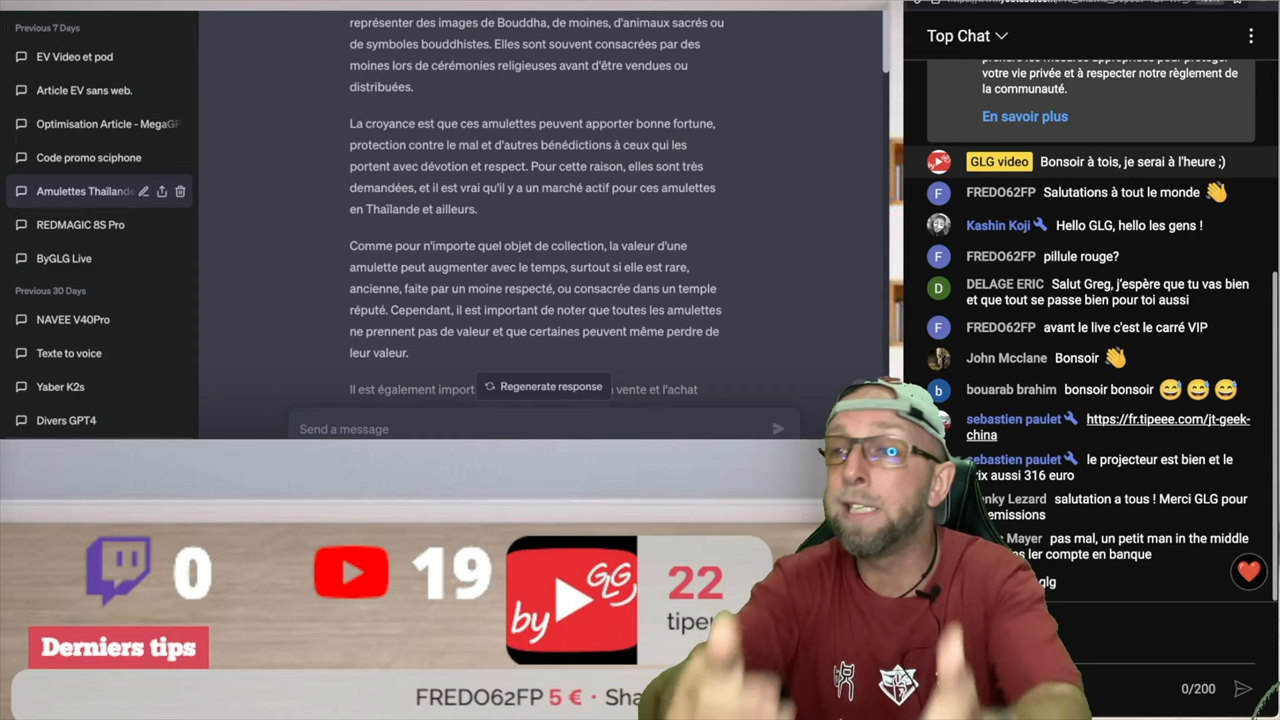 Previous 7 Days
EV Video et pod
Article EV sans web.
Optimisation Article - MegaGP
Code promo sciphone
Amulettes Thaïlande
REDMAGIC 8S Pro
ByGLG Live
Previous 30 Days
NAVEE V40Pro
Texte to voice
Yaber K2s
Divers GPT4
représenter des images de Bouddha, de moines, d'animaux sacrés ou
de symboles bouddhistes. Elles sont souvent consacrées par des
moines lors de cérémonies religieuses avant d'être vendues ou
distribuées.
La croyance est que ces amulettes peuvent apporter bonne fortune,
protection contre le mal et d'autres bénédictions à ceux qui les
portent avec dévotion et respect. Pour cette raison, elles sont très
demandées, et il est vrai qu'il y a un marché actif pour ces amulettes
en Thaïlande et ailleurs.
Comme pour n'importe quel objet de collection, la valeur d'une
amulette peut augmenter avec le temps, surtout si elle est rare,
ancienne, faite par un moine respecté, ou consacrée dans un temple
réputé. Cependant, il est important de noter que toutes les amulettes
ne prennent pas de valeur et que certaines peuvent même perdre de
leur valeur.
Il est également import
vente et l'achat
Regenerate response
Send a message
Top Chat
votre vie privée et à respecter notre règlement de
la communauté.
En savoir plus
GLG video Bonsoir à tois, je serai à l'heure ;)
FREDO62FP Salutations à tout le monde 👋
Kashin Koji Hello GLG, hello les gens !
FREDO62FP pillule rouge?
DELAGE ERIC Salut Greg, j'espère que tu vas bien
et que tout se passe bien pour toi aussi
FREDO62FP avant le live c'est le carré VIP
John Mcclane Bonsoir 👋
bouarab brahim bonsoir bonsoir 😅 😅 😅
sebastien paulet https://fr.tipeee.com/jt-geek-
china
sebastien paulet le projecteur est bien et le
rix aussi 316 euro
nky Lezard salutation a tous ! Merci GLG pour
emissions
Mayer pas mal, un petit man in the middle
s ler compte en banque
glg
0/200
0
19
by GLG
22
tiper
Derniers tips
FREDO62FP 5 € · Sha